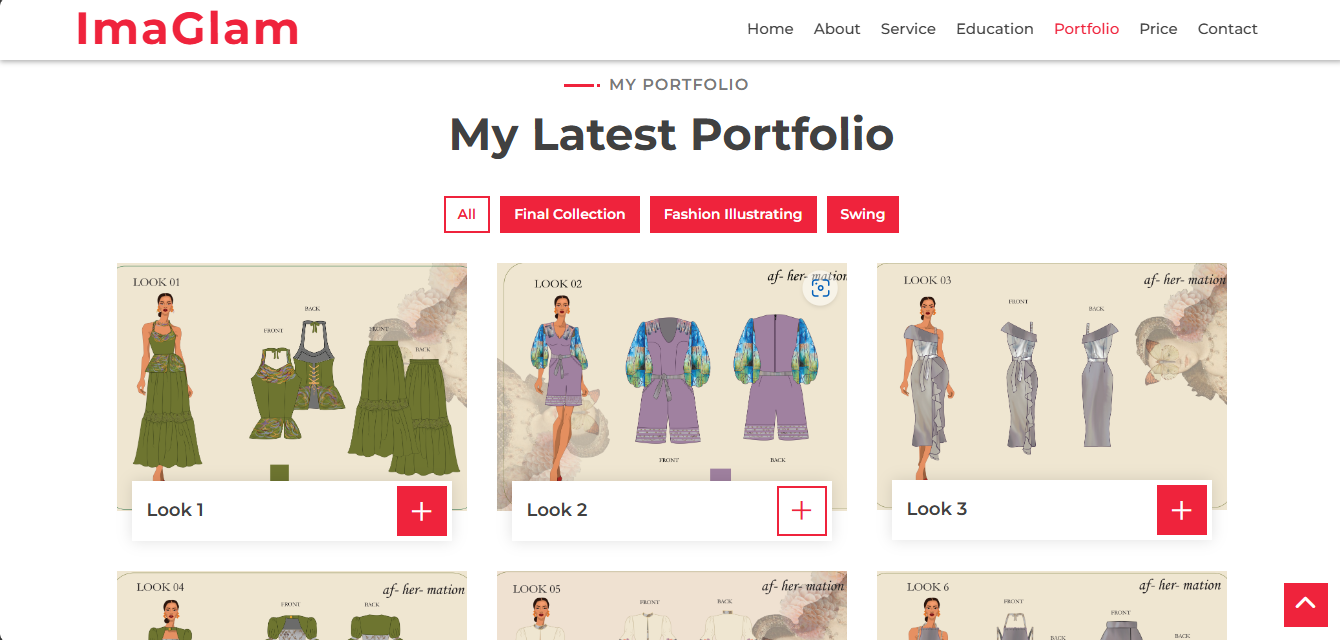 ImaGlam
Home About Service Education Portfolio Price Contact
MY PORTFOLIO
My Latest Portfolio
All Final Collection Fashion Illustrating Swing
LOOK 01
BACK
FRONT
FRONT
BACK
Look 1
LOOK 02
af- her- mation
FRONT BACK
Look 2
LOOK 03
af- her- mation
FRONT
BACK
Look 3
LOOK 04
af- her- mation
FRONT BACK
LOOK 05
af- her- mation
FRONT BACK
LOOK 6
af- her- mation
FRONT
FRONT
BACK
BACK